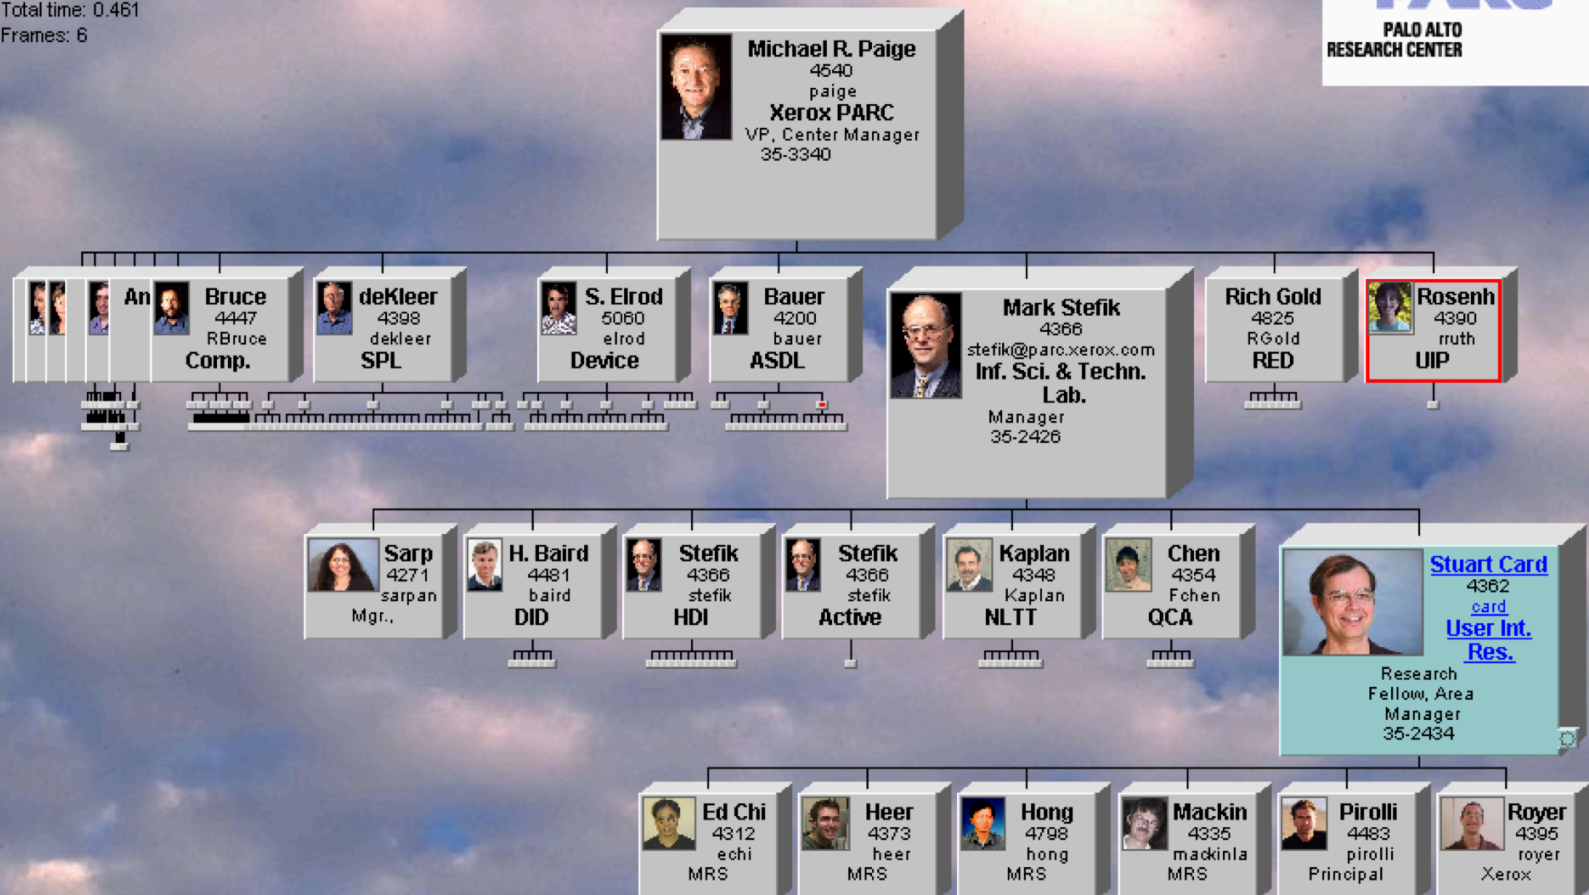 Total time: 0.461
Frames: 6
PARC
PALO ALTO
RESEARCH CENTER
Michael R. Paige
4540
paige
Xerox PARC
VP, Center Manager
35-3340
An
Bruce
4447
RBruce
Comp.
deKleer
4398
dekleer
SPL
S. Elrod
5060
elrod
Device
Bauer
4200
bauer
ASDL
Mark Stefik
4366
stefik@parc.xerox.com
Inf. Sci. & Techn.
Lab.
Manager
35-2426
Rich Gold
4825
RGold
RED
Rosenh
4390
rruth
UIP
Sarp
4271
sarpan
Mgr.,
H. Baird
4481
baird
DID
Stefik
4366
stefik
HDI
Stefik
4366
stefik
Active
Kaplan
4348
Kaplan
NLTT
Chen
4354
Fchen
QCA
Stuart Card
4362
card
User Int.
Res.
Research
Fellow, Area
Manager
35-2434
Ed Chi
4312
echi
MRS
Heer
4373
heer
MRS
Hong
4798
hong
MRS
Mackin
4335
mackinla
MRS
Pirolli
4483
pirolli
Principal
Royer
4395
royer
Xerox